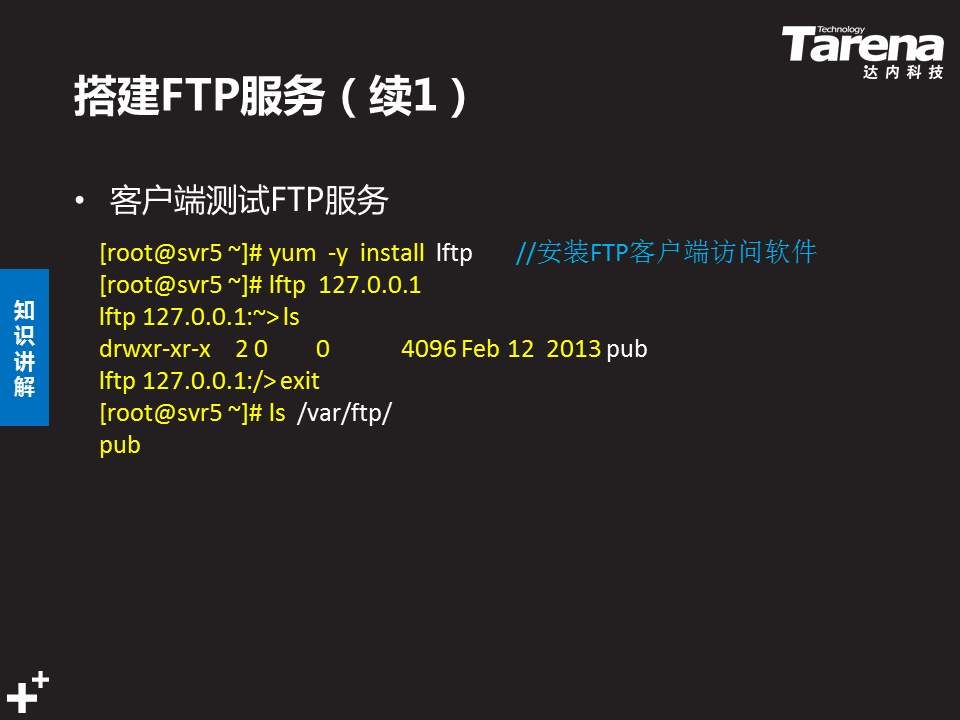 Technology
Tarena
达内科技
搭建FTP服务（续1）
• 客户端测试FTP服务
[root@svr5 ~]# yum -y install lftp //安装FTP客户端访问软件
[root@svr5 ~]# lftp 127.0.0.1
lftp 127.0.0.1:~> ls
drwxr-xr-x 2 0 0 4096 Feb 12 2013 pub
lftp 127.0.0.1:/> exit
[root@svr5 ~]# ls /var/ftp/
pub
知识讲解